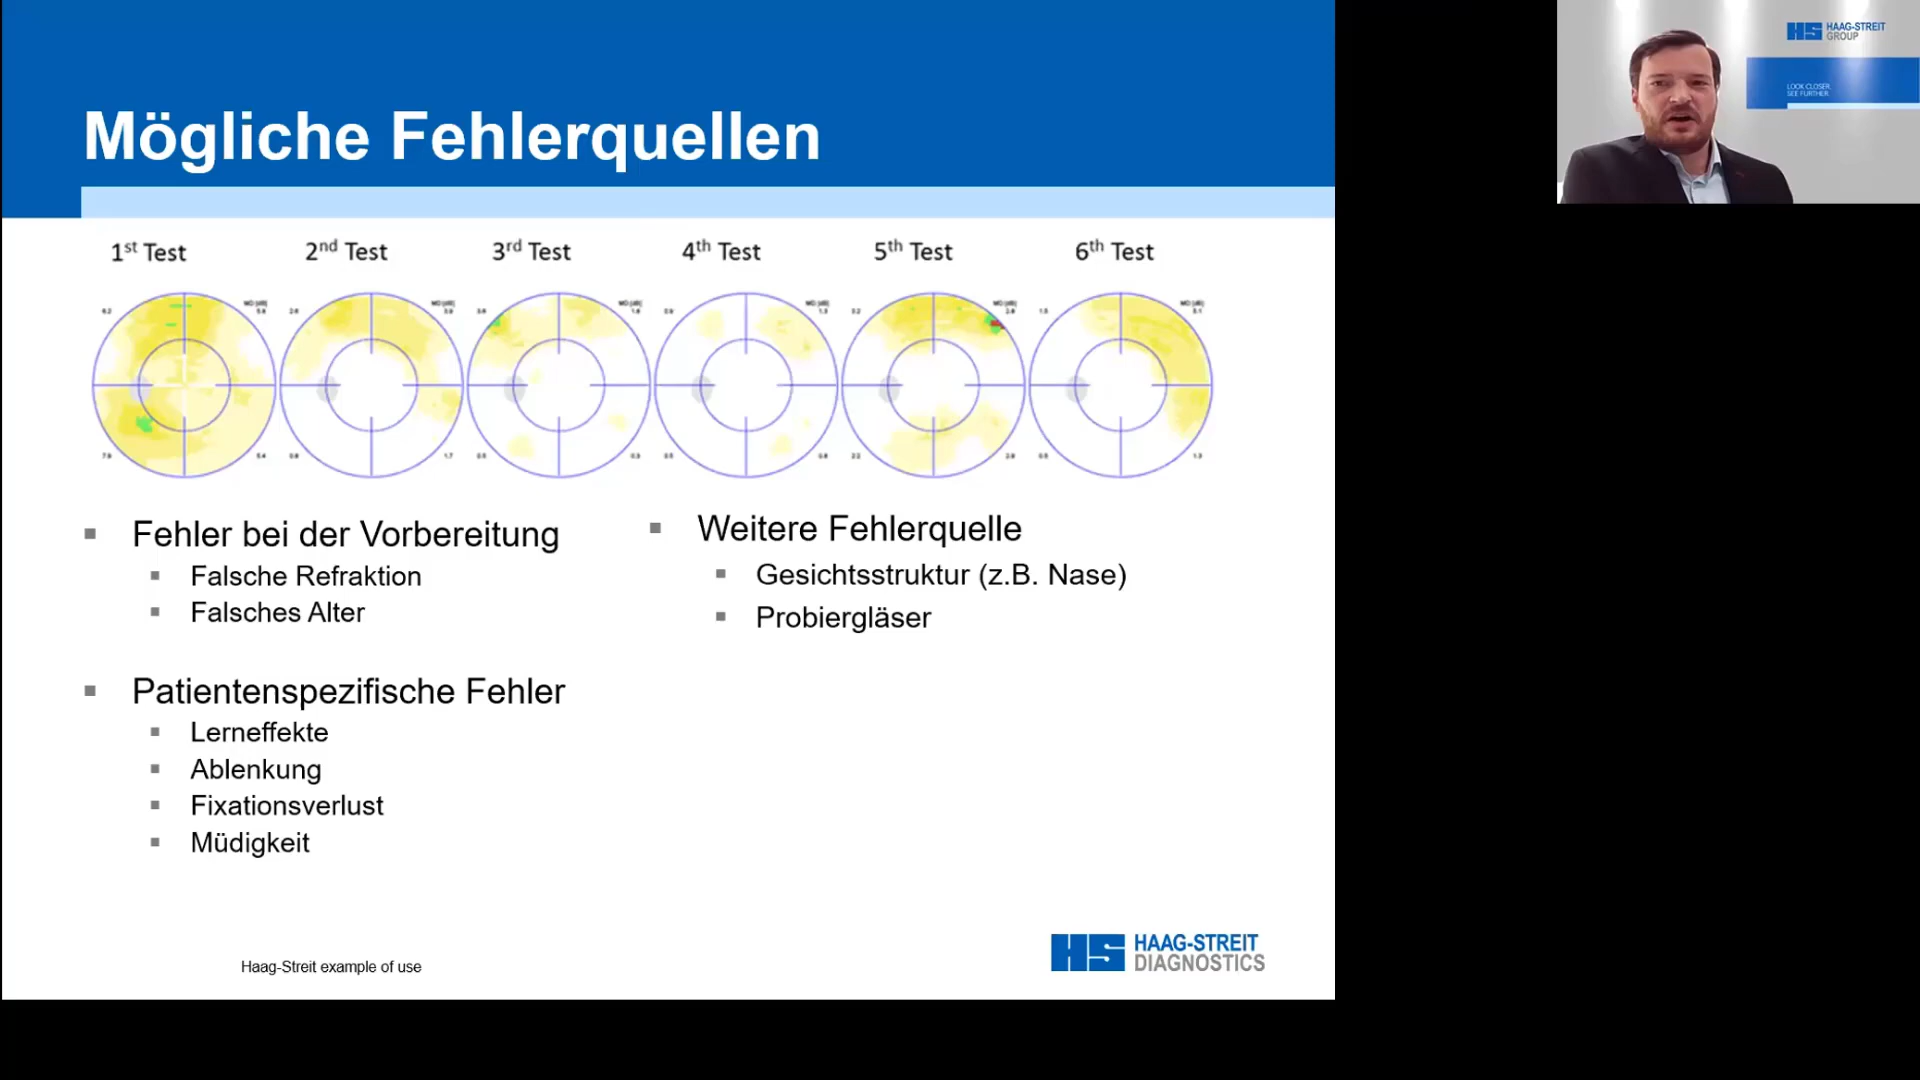 Mögliche Fehlerquellen
1st Test 2nd Test 3rd Test 4th Test 5th Test 6th Test
Fehler bei der Vorbereitung
Falsche Refraktion
Falsches Alter
Patientenspezifische Fehler
Lerneffekte
Ablenkung
Fixationsverlust
Müdigkeit
Weitere Fehlerquelle
Gesichtsstruktur (z.B. Nase)
Probiergläser
Haag-Streit example of use
HS HAAG-STREIT
DIAGNOSTICS
HS HAAG-STREIT
GROUP
LOOK CLOSER.
SEE FURTHER.